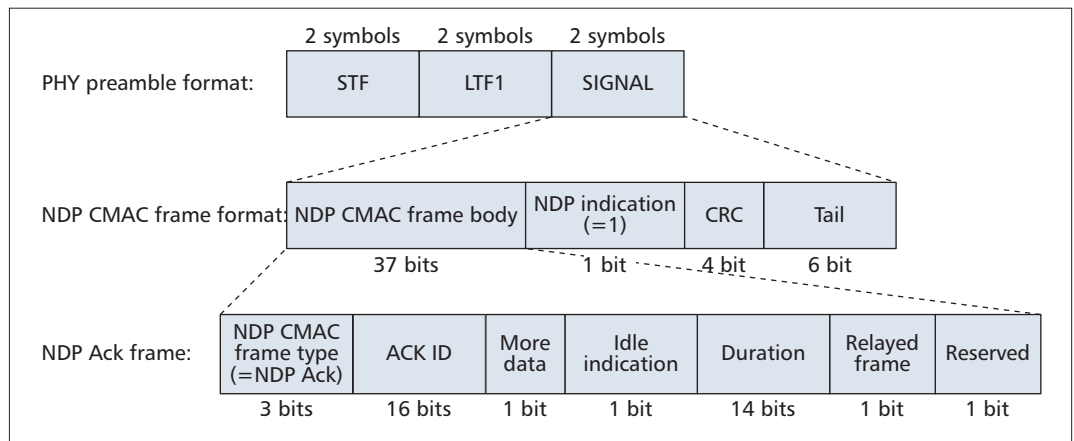 2 symbols 2 symbols 2 symbols
PHY preamble format: STF LTF1 SIGNAL
NDP CMAC frame format: NDP CMAC frame body NDP indication (=1) CRC Tail
37 bits 1 bit 4 bit 6 bit
NDP Ack frame: NDP CMAC frame type (=NDP Ack) ACK ID More data Idle indication Duration Relayed frame Reserved
3 bits 16 bits 1 bit 1 bit 14 bits 1 bit 1 bit